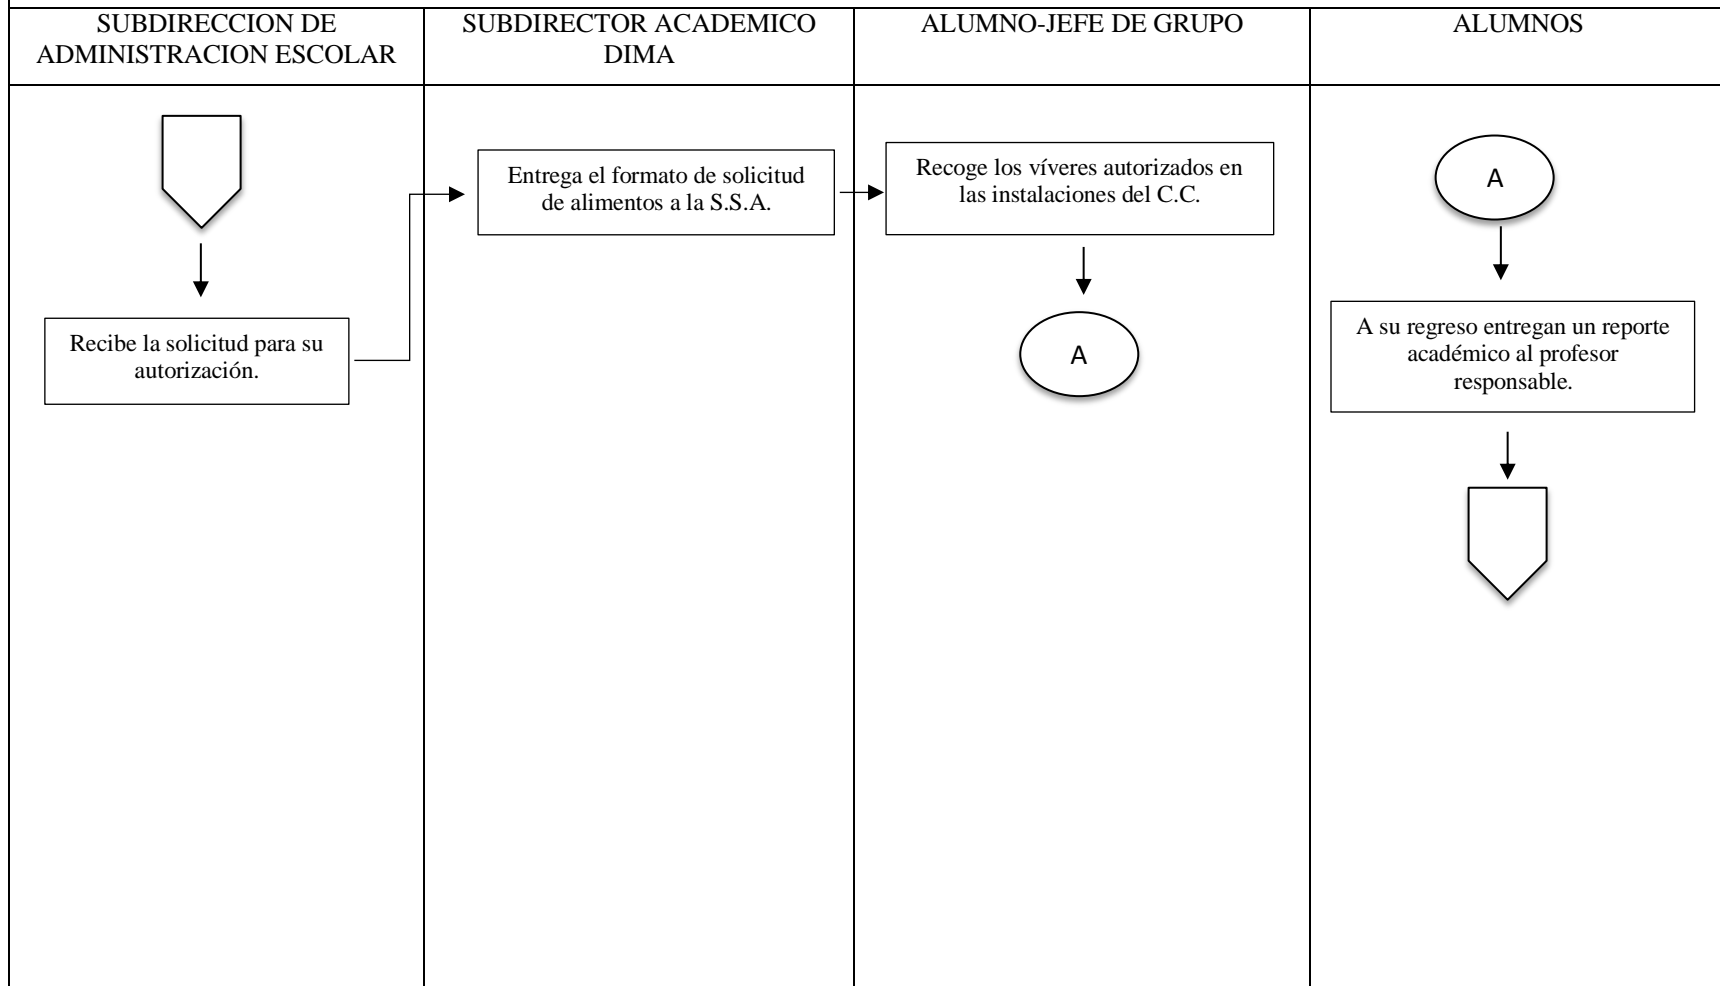 SUBDIRECCION DE
ADMINISTRACION ESCOLAR
SUBDIRECTOR ACADEMICO
DIMA
ALUMNO-JEFE DE GRUPO
ALUMNOS
Recibe la solicitud para su
autorización.
Entrega el formato de solicitud
de alimentos a la S.S.A.
Recoge los víveres autorizados en
las instalaciones del C.C.
A
A
A su regreso entregan un reporte
académico al profesor
responsable.